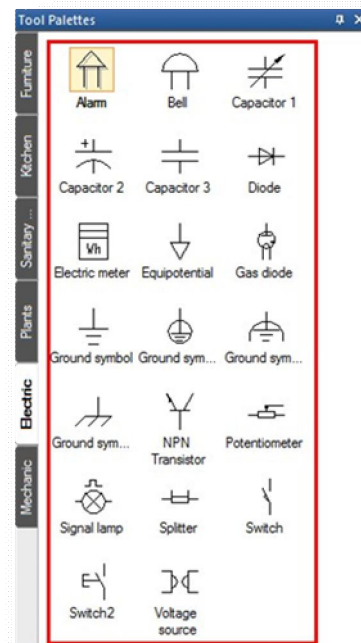 Tool Palettes
Furniture
Kitchen
Sanitary ...
Plants
Electric
Mechanic
Alarm
Bell
Capacitor 1
+
Capacitor 2
Capacitor 3
Diode
Wh
Electric meter
Equipotential
Gas diode
Ground symbol
Ground sym...
Ground sym...
Ground sym...
NPN
Transistor
Potentiometer
Signal lamp
Splitter
Switch
Switch2
Voltage
source